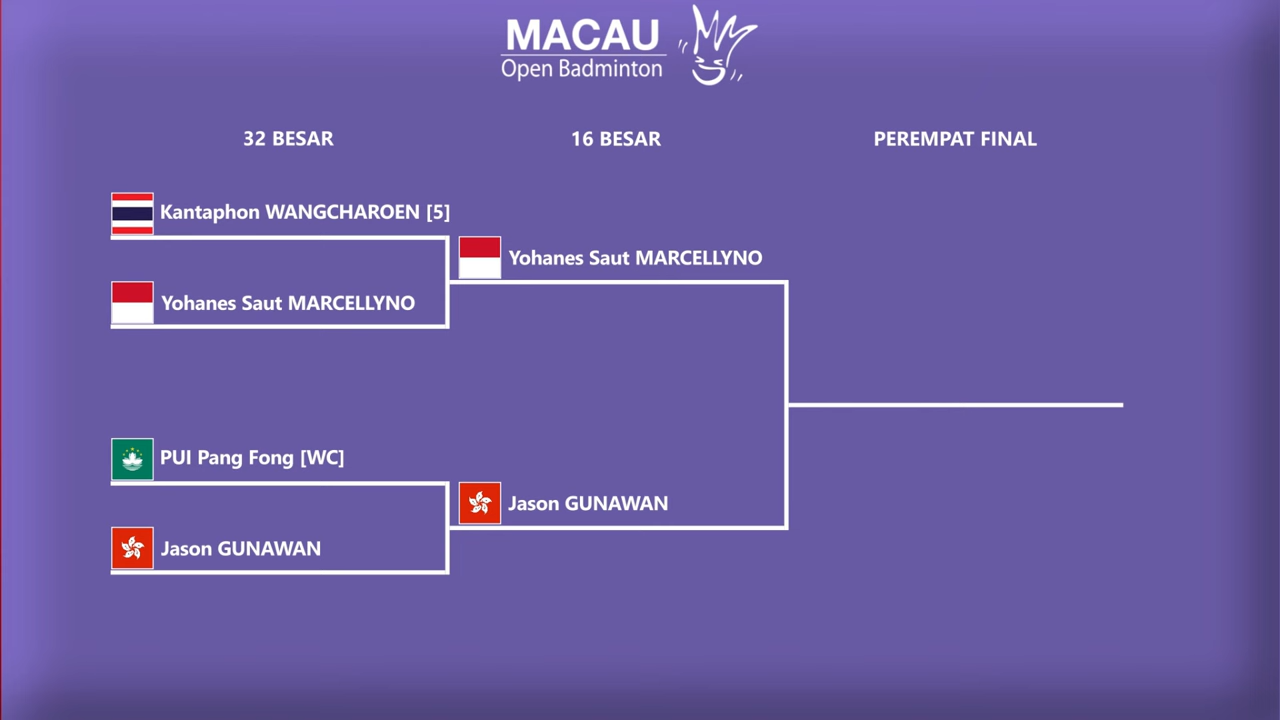 MACAU
Open Badminton
32 BESAR
16 BESAR
PEREMPAT FINAL
Kantaphon WANGCHAROEN [5]
Yohanes Saut MARCELLYNO
Yohanes Saut MARCELLYNO
PUI Pang Fong [WC]
Jason GUNAWAN
Jason GUNAWAN